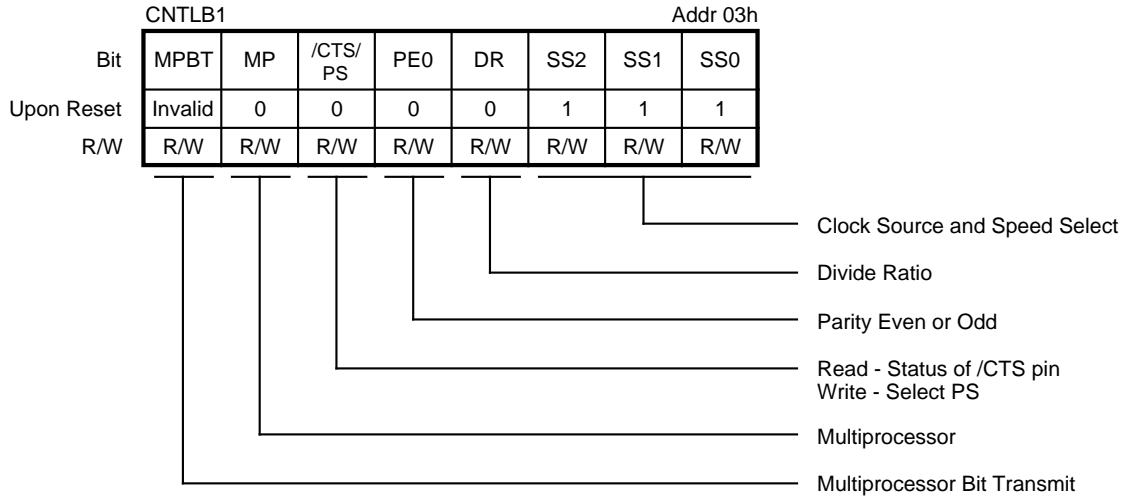 CNTLB1 Addr 03h
Bit MPBT MP /CTS/ PS PE0 DR SS2 SS1 SS0
Upon Reset Invalid 0 0 0 0 1 1 1
R/W R/W R/W R/W R/W R/W R/W R/W R/W
Clock Source and Speed Select
Divide Ratio
Parity Even or Odd
Read - Status of /CTS pin
Write - Select PS
Multiprocessor
Multiprocessor Bit Transmit